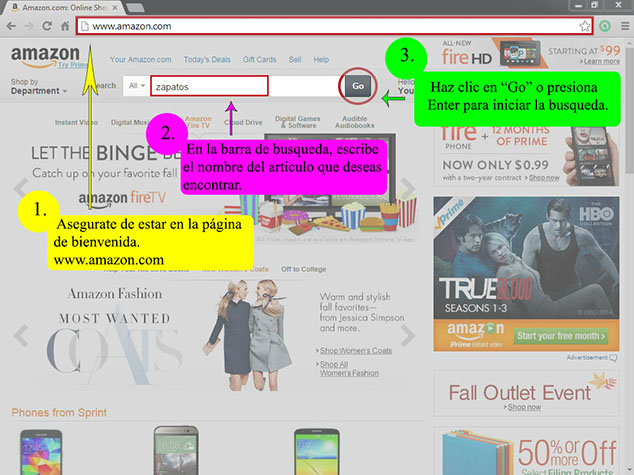 Amazon.com: Online Shop
www.amazon.com
amazon
Try Prime
Your Amazon.com Today's Deals Gift Cards Sell Help
ALL-NEW
fire HD
STARTING AT $99
Learn more
3.
Haz clic en “Go” o presiona
Enter para iniciar la busqueda.
Shop by
Department
All
zapatos
Go
Instant Video
Amazon
Fire TV
Cloud Drive
Digital Games
& Software
Audible
Audiobooks
2.
En la barra de busqueda, escribe
el nombre del articulo que deseas
encontrar.
LET THE BINGE
Catch up on your favorite fall
amazon fireTV
All titles shown are available on Amazon Instant Video.
1.
Asegurate de estar en la página
de bienvenida.
www.amazon.com
fire
PHONE
+ 12 MONTHS
OF PRIME
NOW ONLY $0.99
with a two-year contract Shop now
Off to College
Amazon Fashion
MOST WANTED
COATS
Warm and stylish
fall favorites—
from Jessica Simpson
and more.
Shop Women's Coats
Shop All
Women's Fashion
Prime
THE
HBO
COLLECTION
TRUE BLOOD
SEASONS 1-3
© HBO 2014
amazon
Prime instant video
Start your free month
Advertisement
Fall Outlet Event
Shop now
Phones from Sprint
50% or
more off
Select Filing Products